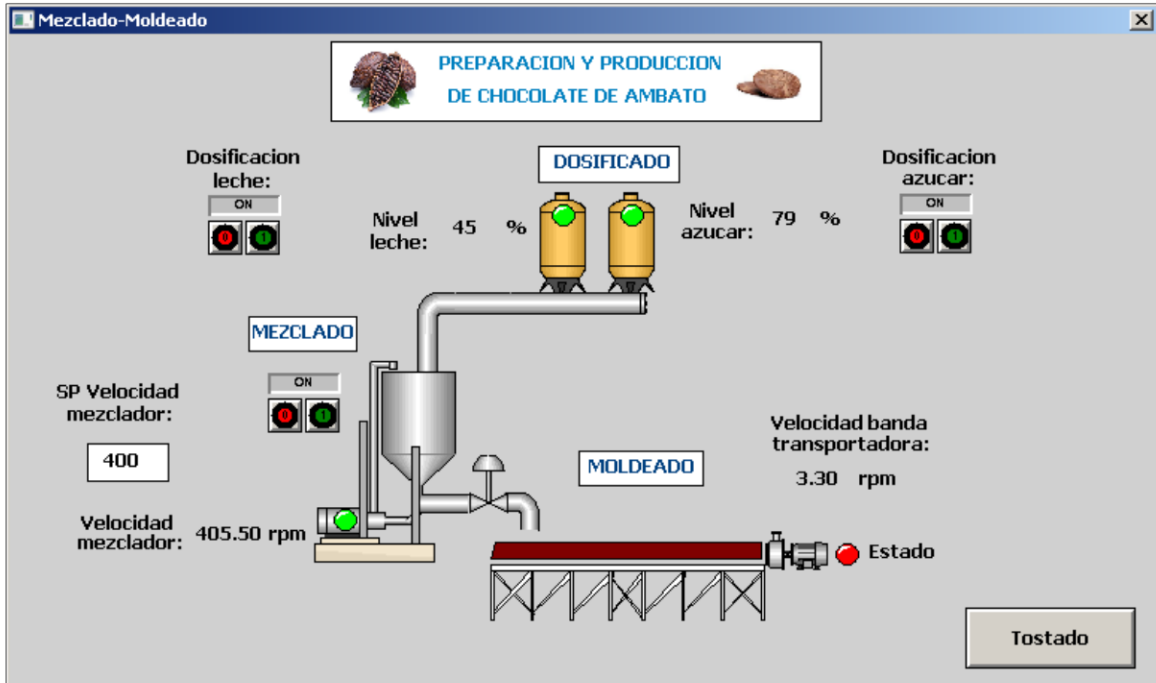 Mezclado-Moldeado
PREPARACION Y PRODUCCION
DE CHOCOLATE DE AMBATO
Dosificacion
leche:
ON
0 1
DOSIFICADO
Dosificacion
azucar:
ON
0 1
Nivel
leche:
45 %
Nivel
azucar:
79 %
MEZCLADO
ON
0 1
SP Velocidad
mezclador:
400
Velocidad
mezclador:
405.50 rpm
MOLDEADO
Velocidad banda
transportadora:
3.30 rpm
Estado
Tostado